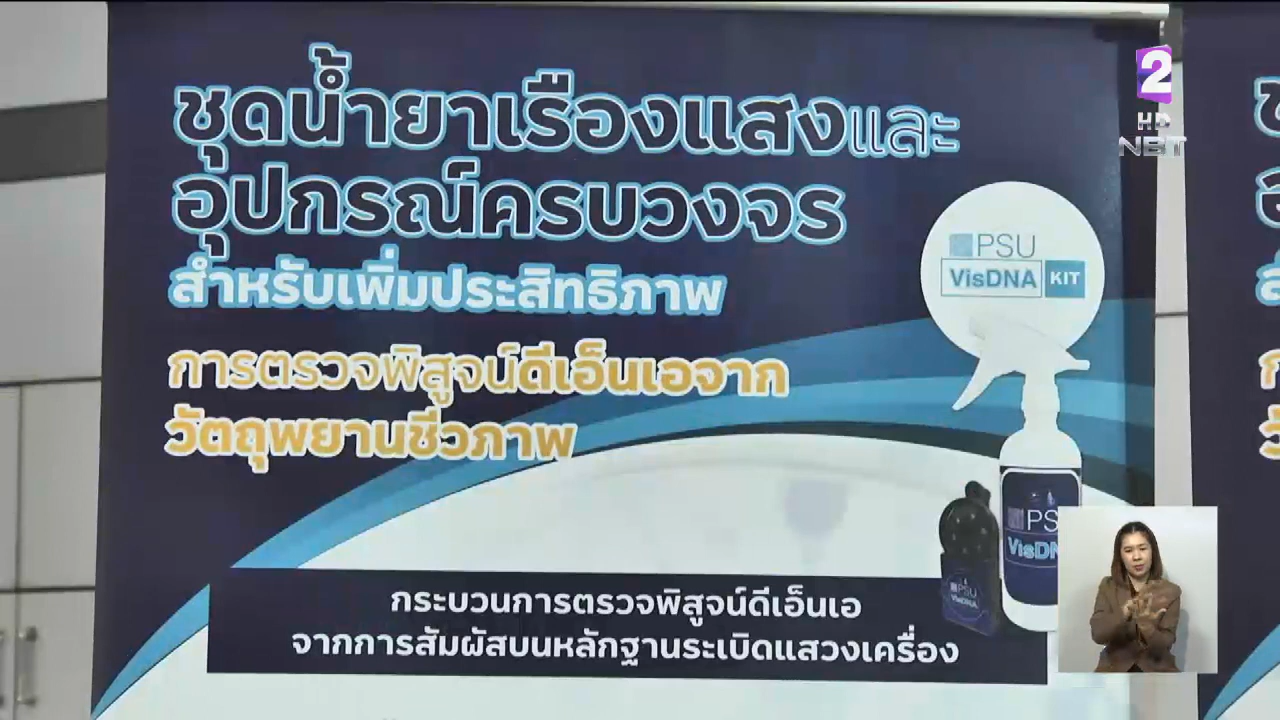 ชุดน้ำยาเรืองแสงและ
อุปกรณ์ครบวงจร
สำหรับเพิ่มประสิทธิภาพ
การตรวจพิสูจน์ดีเอ็นเอจาก
วัตถุพยานชีวภาพ
PSU
VisDNA KIT
PSU
VisDNA
กระบวนการตรวจพิสูจน์ดีเอ็นเอ
จากการสัมผัสบนหลักฐานระเบิดแสวงเครื่อง
2
HD
NBT